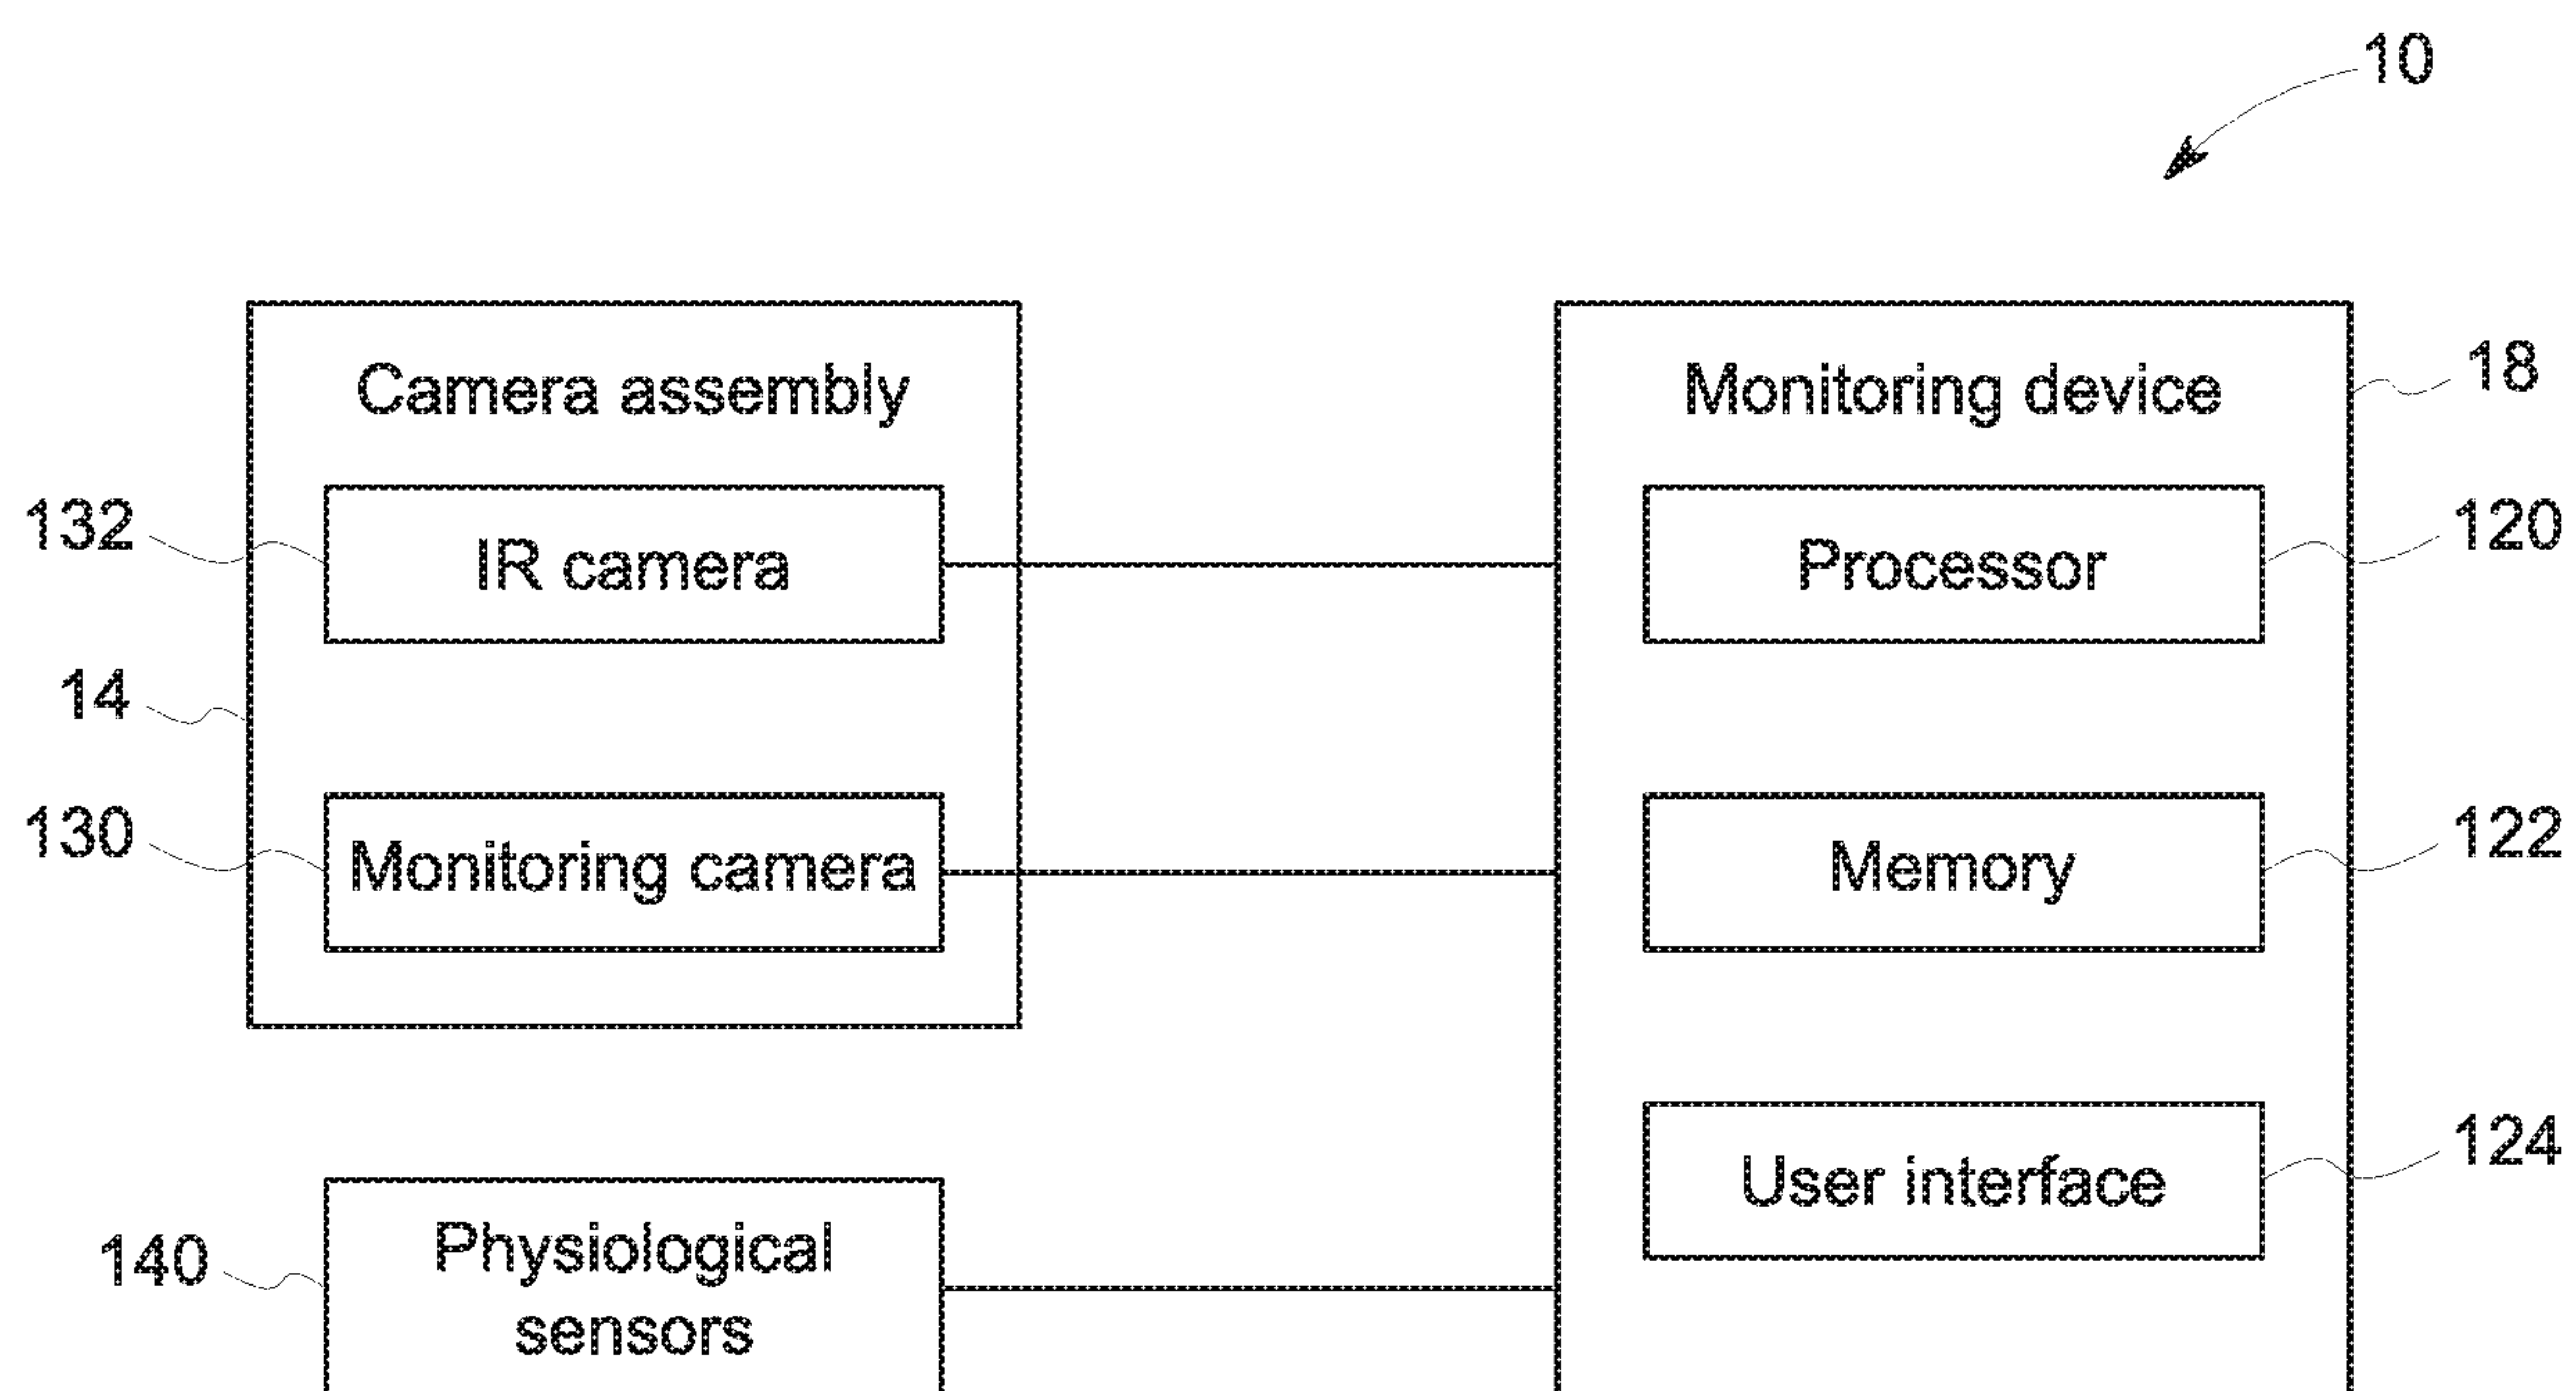 10
Camera assembly
Monitoring device
18
132
IR camera
Processor
120
14
130
Monitoring camera
Memory
122
User interface
124
140
Physiological
sensors